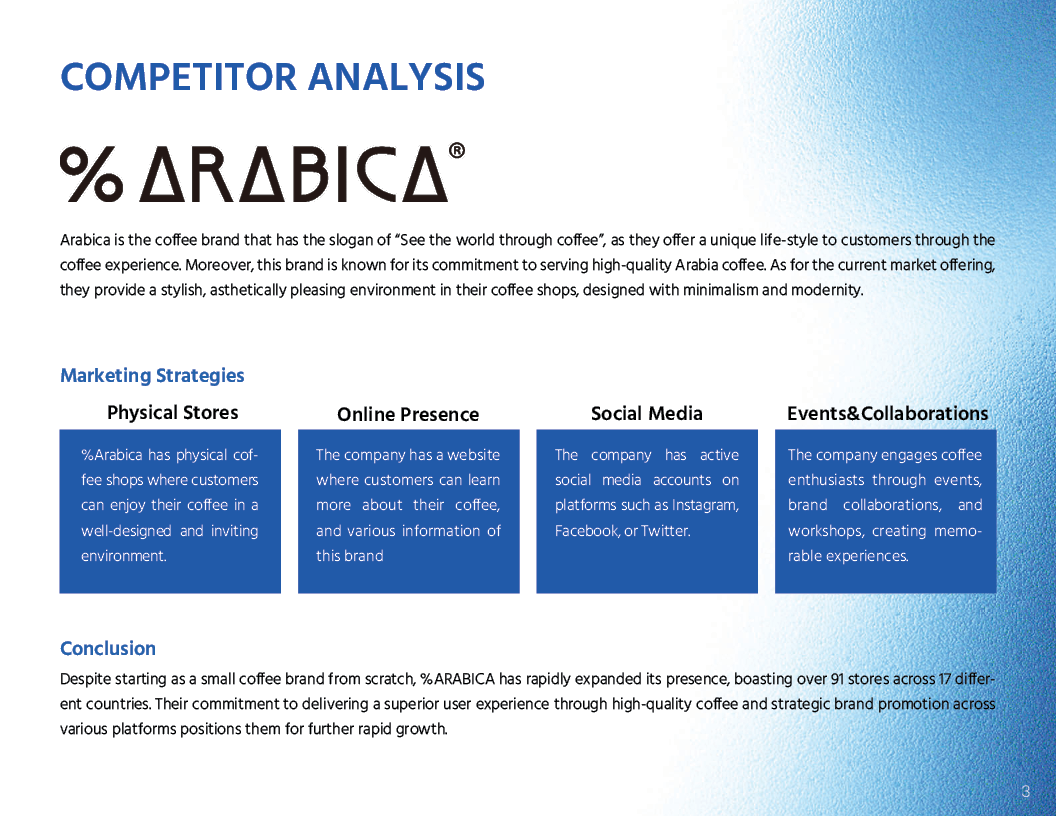 COMPETITOR ANALYSIS
% ARABICA®
Arabica is the coffee brand that has the slogan of “See the world through coffee”, as they offer a unique life-style to customers through the
coffee experience. Moreover, this brand is known for its commitment to serving high-quality Arabia coffee. As for the current market offering,
they provide a stylish, asthetically pleasing environment in their coffee shops, designed with minimalism and modernity.
Marketing Strategies
Physical Stores
%Arabica has physical cof-
fee shops where customers
can enjoy their coffee in a
well-designed and inviting
environment.
Online Presence
The company has a website
where customers can learn
more about their coffee,
and various information of
this brand
Social Media
The company has active
social media accounts on
platforms such as Instagram,
Facebook, or Twitter.
Events&Collaborations
The company engages coffee
enthusiasts through events,
brand collaborations, and
workshops, creating memo-
rable experiences.
Conclusion
Despite starting as a small coffee brand from scratch, %ARABICA has rapidly expanded its presence, boasting over 91 stores across 17 differ-
ent countries. Their commitment to delivering a superior user experience through high-quality coffee and strategic brand promotion across
various platforms positions them for further rapid growth.
3